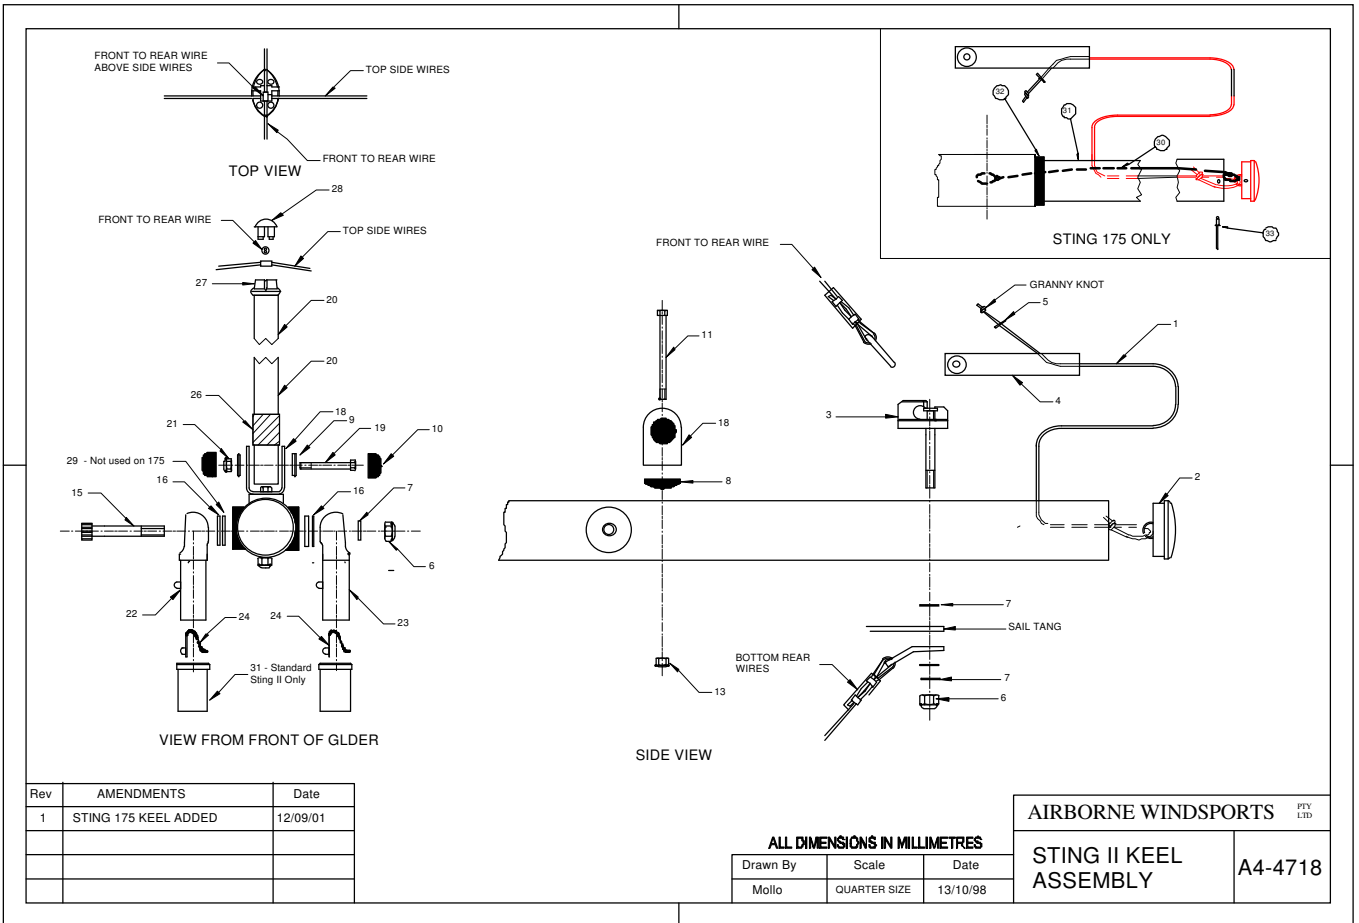 FRONT TO REAR WIRE
ABOVE SIDE WIRES
TOP SIDE WIRES
FRONT TO REAR WIRE
TOP VIEW
28
FRONT TO REAR WIRE
TOP SIDE WIRES
27
20
20
26
18
9
21
19
10
29 - Not used on 175
16
16
7
15
6
22
23
24
24
31 - Standard
Sting II Only
VIEW FROM FRONT OF GLDER
32
31
30
33
STING 175 ONLY
FRONT TO REAR WIRE
GRANNY KNOT
5
1
11
4
3
18
8
2
7
SAIL TANG
BOTTOM REAR
WIRES
7
13
6
SIDE VIEW
Rev AMENDMENTS Date
1 STING 175 KEEL ADDED 12/09/01
ALL DIMENSIONS IN MILLIMETRES
Drawn By Scale Date
Mollo QUARTER SIZE 13/10/98
AIRBORNE WINDSPORTS PTY
LTD
STING II KEEL
ASSEMBLY
A4-4718